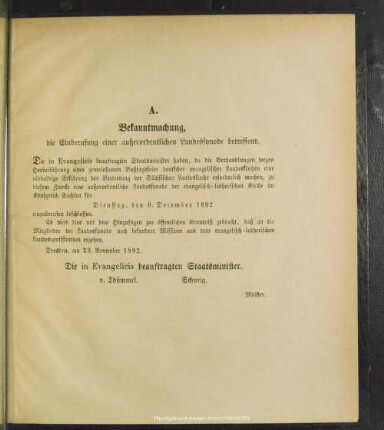 A.
Bekanntmachung,
die Einberufung einer außerordentlichen Landessynode betreffend.
Die in Evangelicis beauftragten Staatsminister haben, da die Verhandlungen wegen
Herbeiführung eines gemeinsamen Bußtages deutscher evangelischer Landeskirchen eine
alsbaldige Erklärung der Vertretung der Sächsischen Landeskirche erforderlich machen, zu
diesem Zweck eine außerordentliche Landessynode der evangelisch-lutherischen Kirche im
Königreich Sachsen für
Dienstag, den 6. December 1892
einzuberufen beschlossen.
Es wird dies mit dem Hinzufügen zur öffentlichen Kenntniß gebracht, daß an die
Mitglieder der Landessynode noch besondere Missiven aus dem evangelisch-lutherischen
Landesconsistorium ergehen.
Dresden, am 23. November 1892.
Die in Evangelicis beauftragten Staatsminister.
v. Thümmel. Schurig.
Meister.